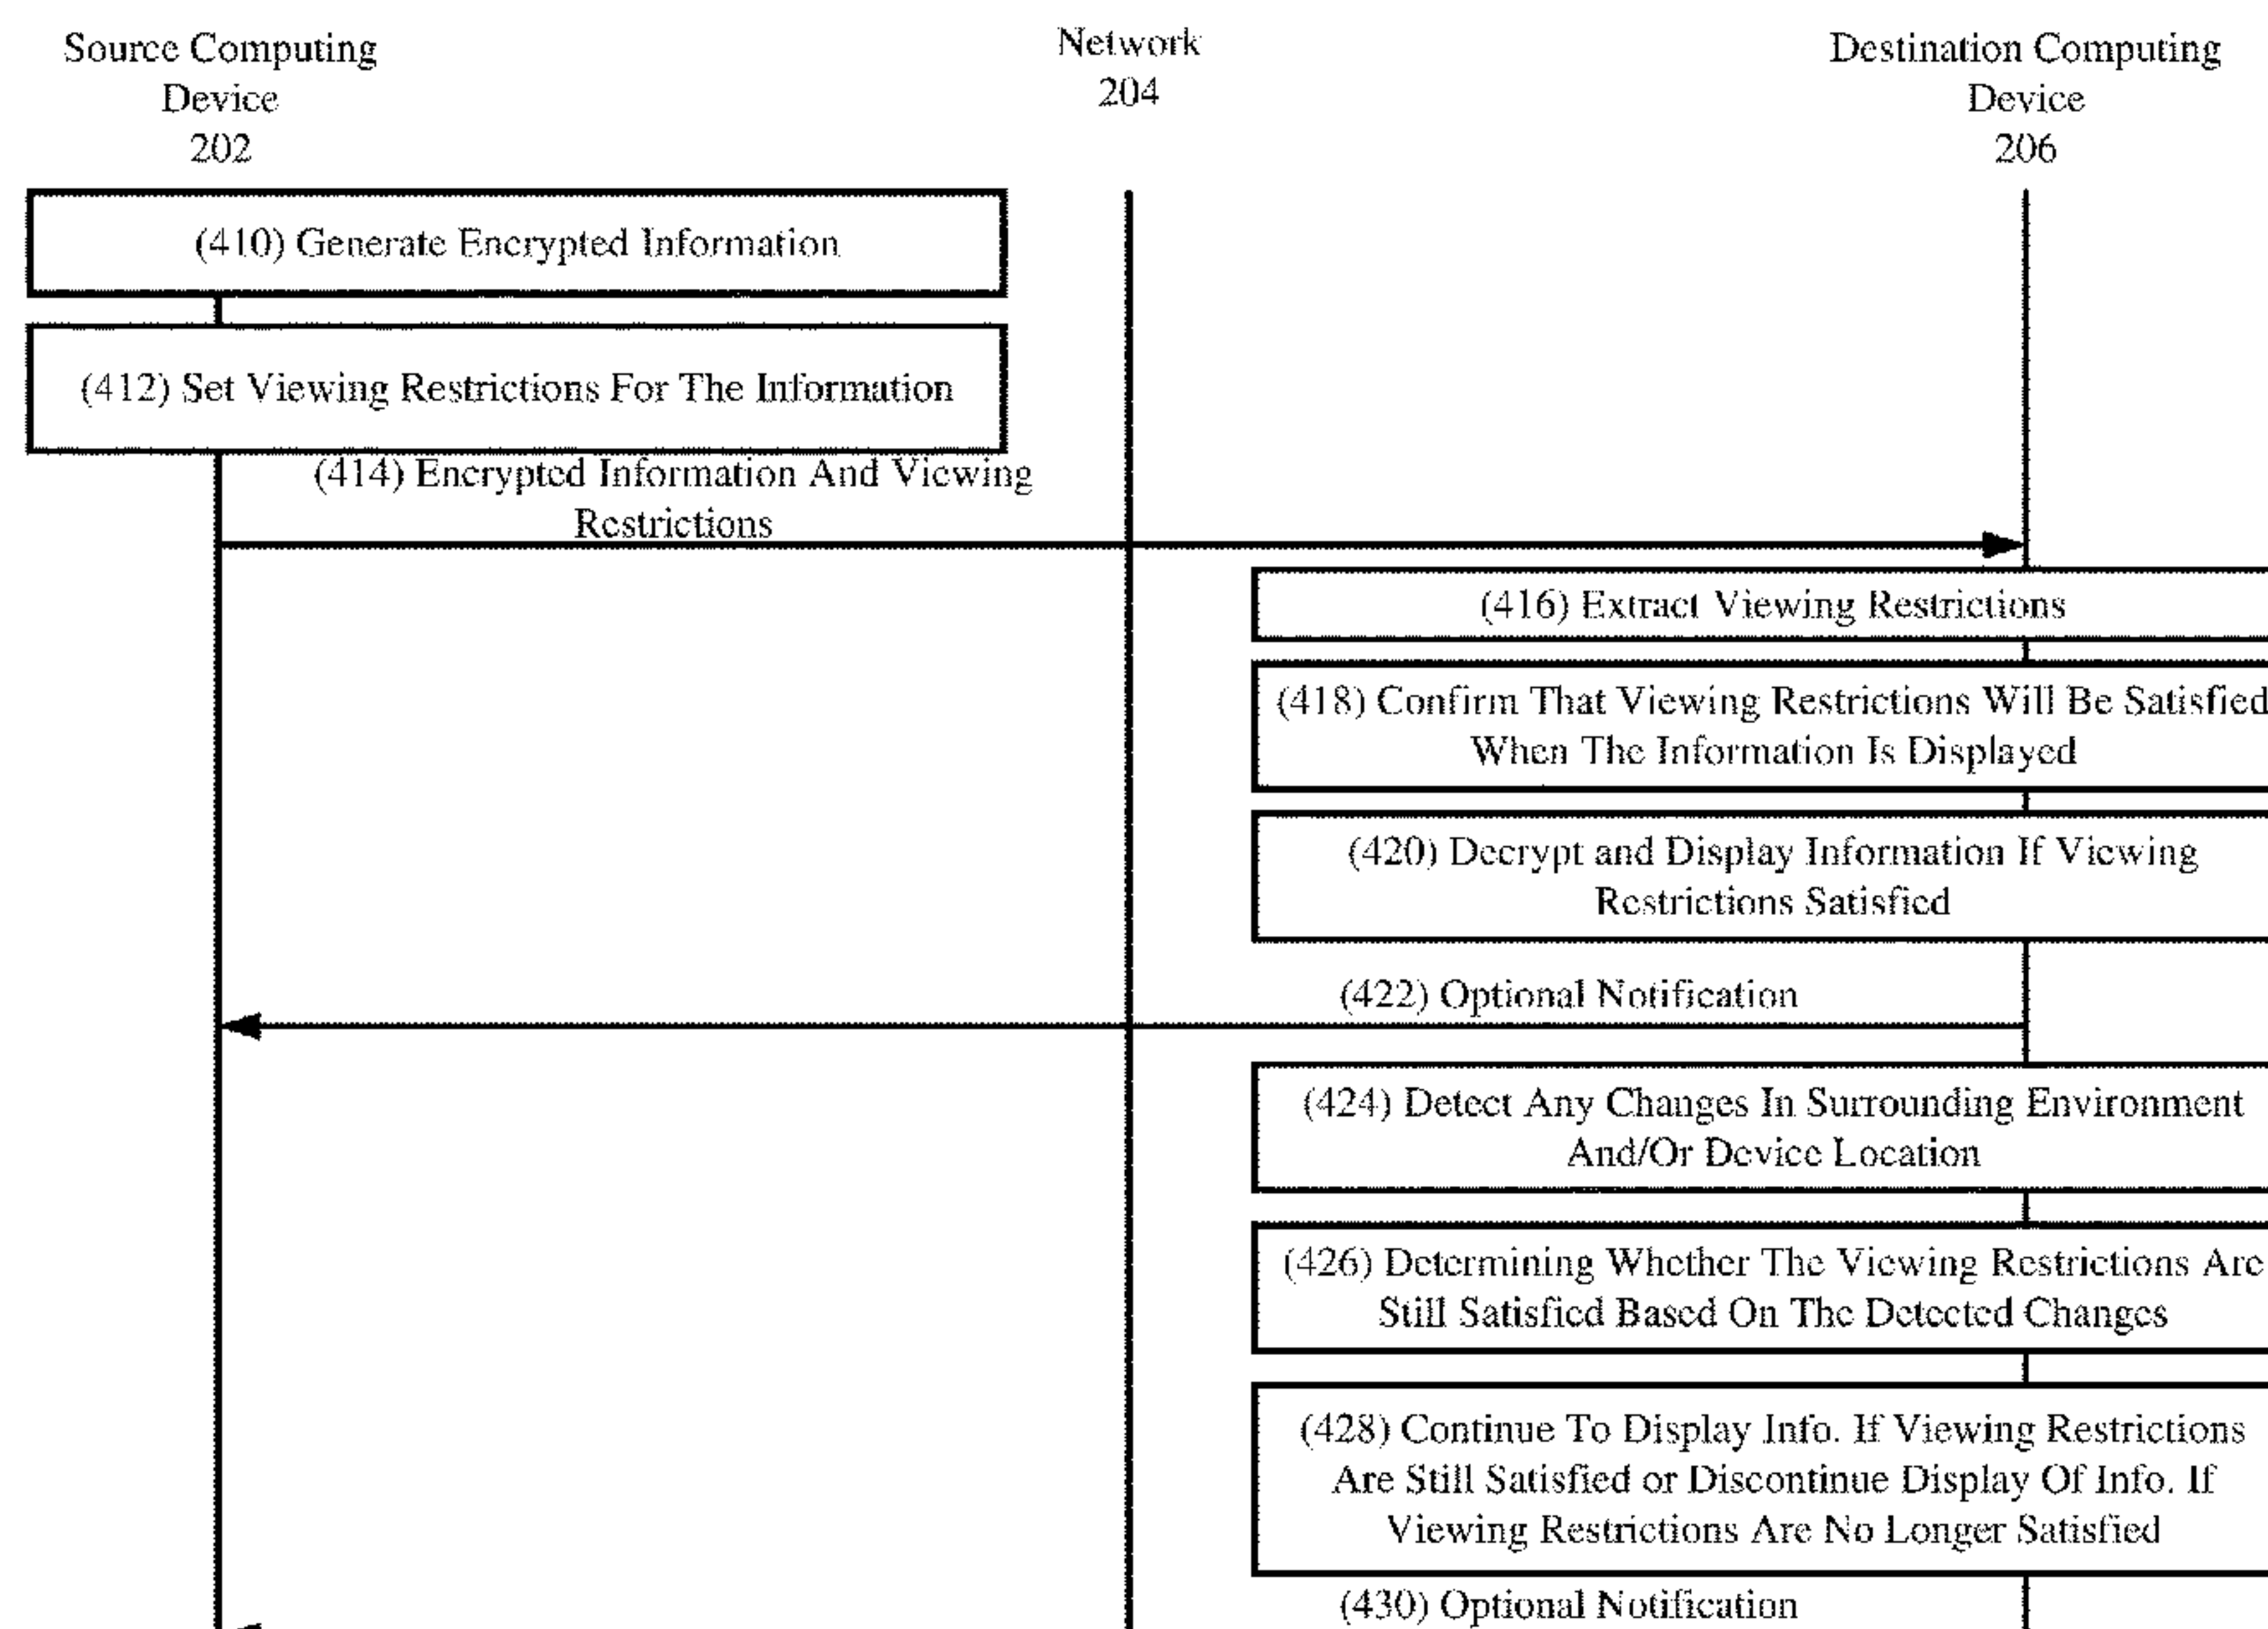 Source Computing
Device
202
Network
204
Destination Computing
Device
206
(410) Generate Encrypted Information
(412) Set Viewing Restrictions For The Information
(414) Encrypted Information And Viewing
Restrictions
(416) Extract Viewing Restrictions
(418) Confirm That Viewing Restrictions Will Be Satisfied
When The Information Is Displayed
(420) Decrypt and Display Information If Viewing
Restrictions Satisfied
(422) Optional Notification
(424) Detect Any Changes In Surrounding Environment
And/Or Device Location
(426) Determining Whether The Viewing Restrictions Are
Still Satisfied Based On The Detected Changes
(428) Continue To Display Info. If Viewing Restrictions
Are Still Satisfied or Discontinue Display Of Info. If
Viewing Restrictions Are No Longer Satisfied
(430) Optional Notification